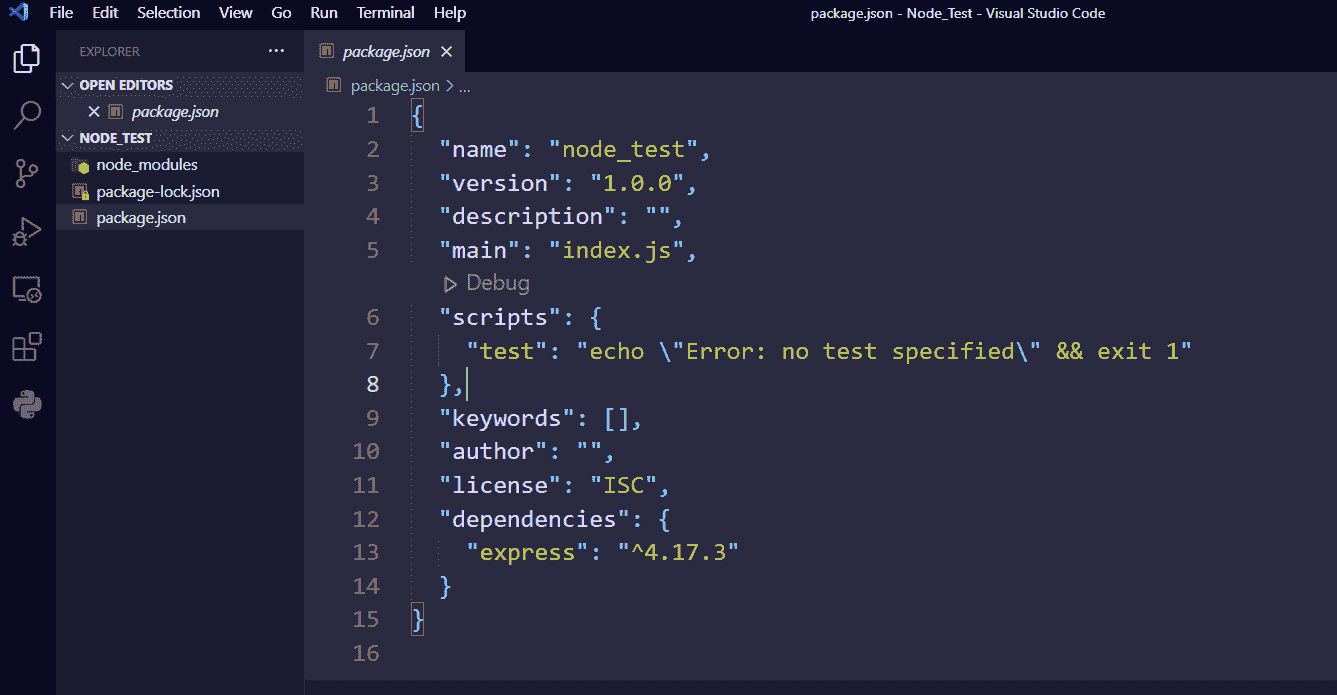 File Edit Selection View Go Run Terminal Help
package.json - Node_Test - Visual Studio Code
EXPLORER ...
OPEN EDITORS
package.json
NODE_TEST
node_modules
package-lock.json
package.json
package.json
package.json > ...
1 {
2 "name": "node_test",
3 "version": "1.0.0",
4 "description": "",
5 "main": "index.js",
Debug
6 "scripts": {
7 "test": "echo \"Error: no test specified\" && exit 1"
8 },
9 "keywords": [],
10 "author": "",
11 "license": "ISC",
12 "dependencies": {
13 "express": "^4.17.3"
14 }
15 }
16